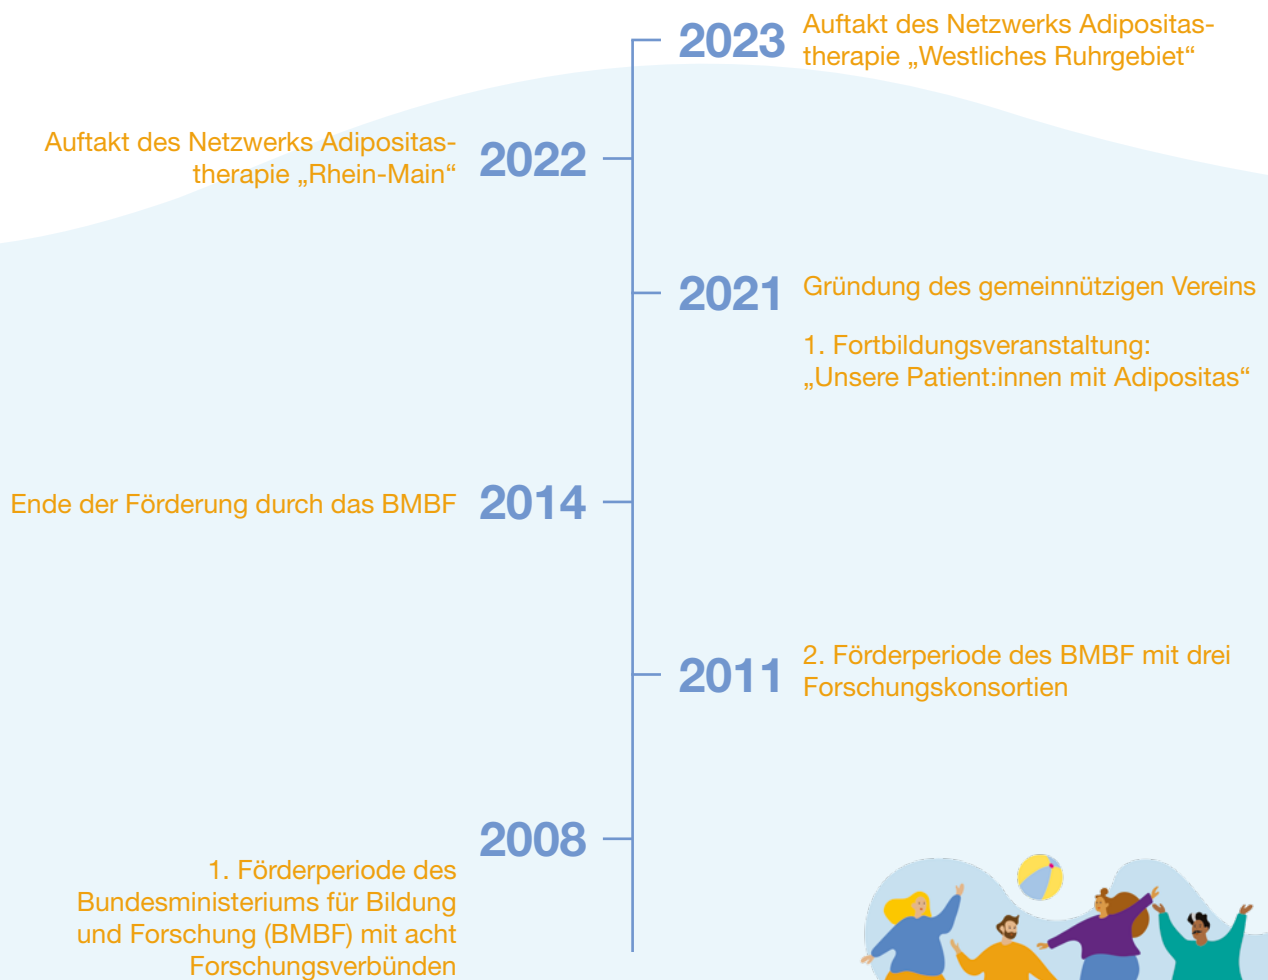 2023
Auftakt des Netzwerks Adipositas-
therapie „Westliches Ruhrgebiet“
Auftakt des Netzwerks Adipositas-
therapie „Rhein-Main“
2022
2021
Gründung des gemeinnützigen Vereins
1. Fortbildungsveranstaltung:
„Unsere Patient:innen mit Adipositas“
Ende der Förderung durch das BMBF
2014
2011
2. Förderperiode des BMBF mit drei
Forschungskonsortien
2008
1. Förderperiode des
Bundesministeriums für Bildung
und Forschung (BMBF) mit acht
Forschungsverbünden